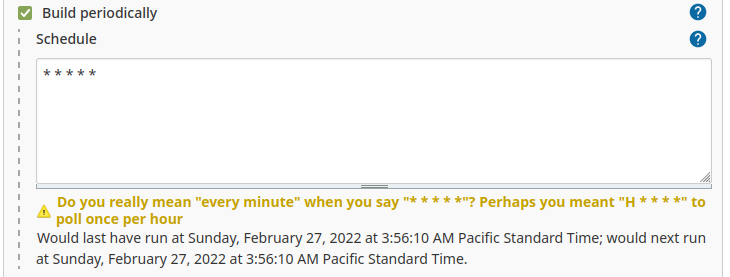 Build periodically
Schedule
* * * * *
Do you really mean "every minute" when you say "* * * * *"? Perhaps you meant "H * * * *" to
poll once per hour
Would last have run at Sunday, February 27, 2022 at 3:56:10 AM Pacific Standard Time; would next run
at Sunday, February 27, 2022 at 3:56:10 AM Pacific Standard Time.